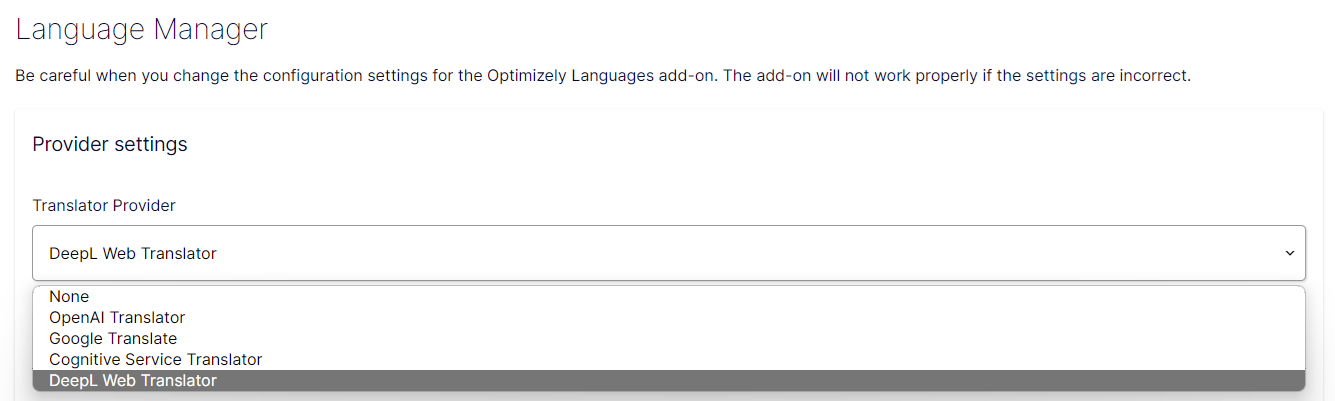 Language Manager
Be careful when you change the configuration settings for the Optimizely Languages add-on. The add-on will not work properly if the settings are incorrect.
Provider settings
Translator Provider
DeepL Web Translator
None
OpenAI Translator
Google Translate
Cognitive Service Translator
DeepL Web Translator